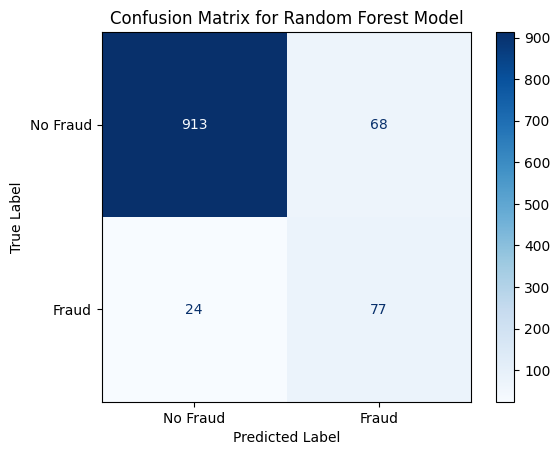 Confusion Matrix for Random Forest Model
True Label
No Fraud
Fraud
913
68
24
77
No Fraud
Fraud
Predicted Label
900
800
700
600
500
400
300
200
100